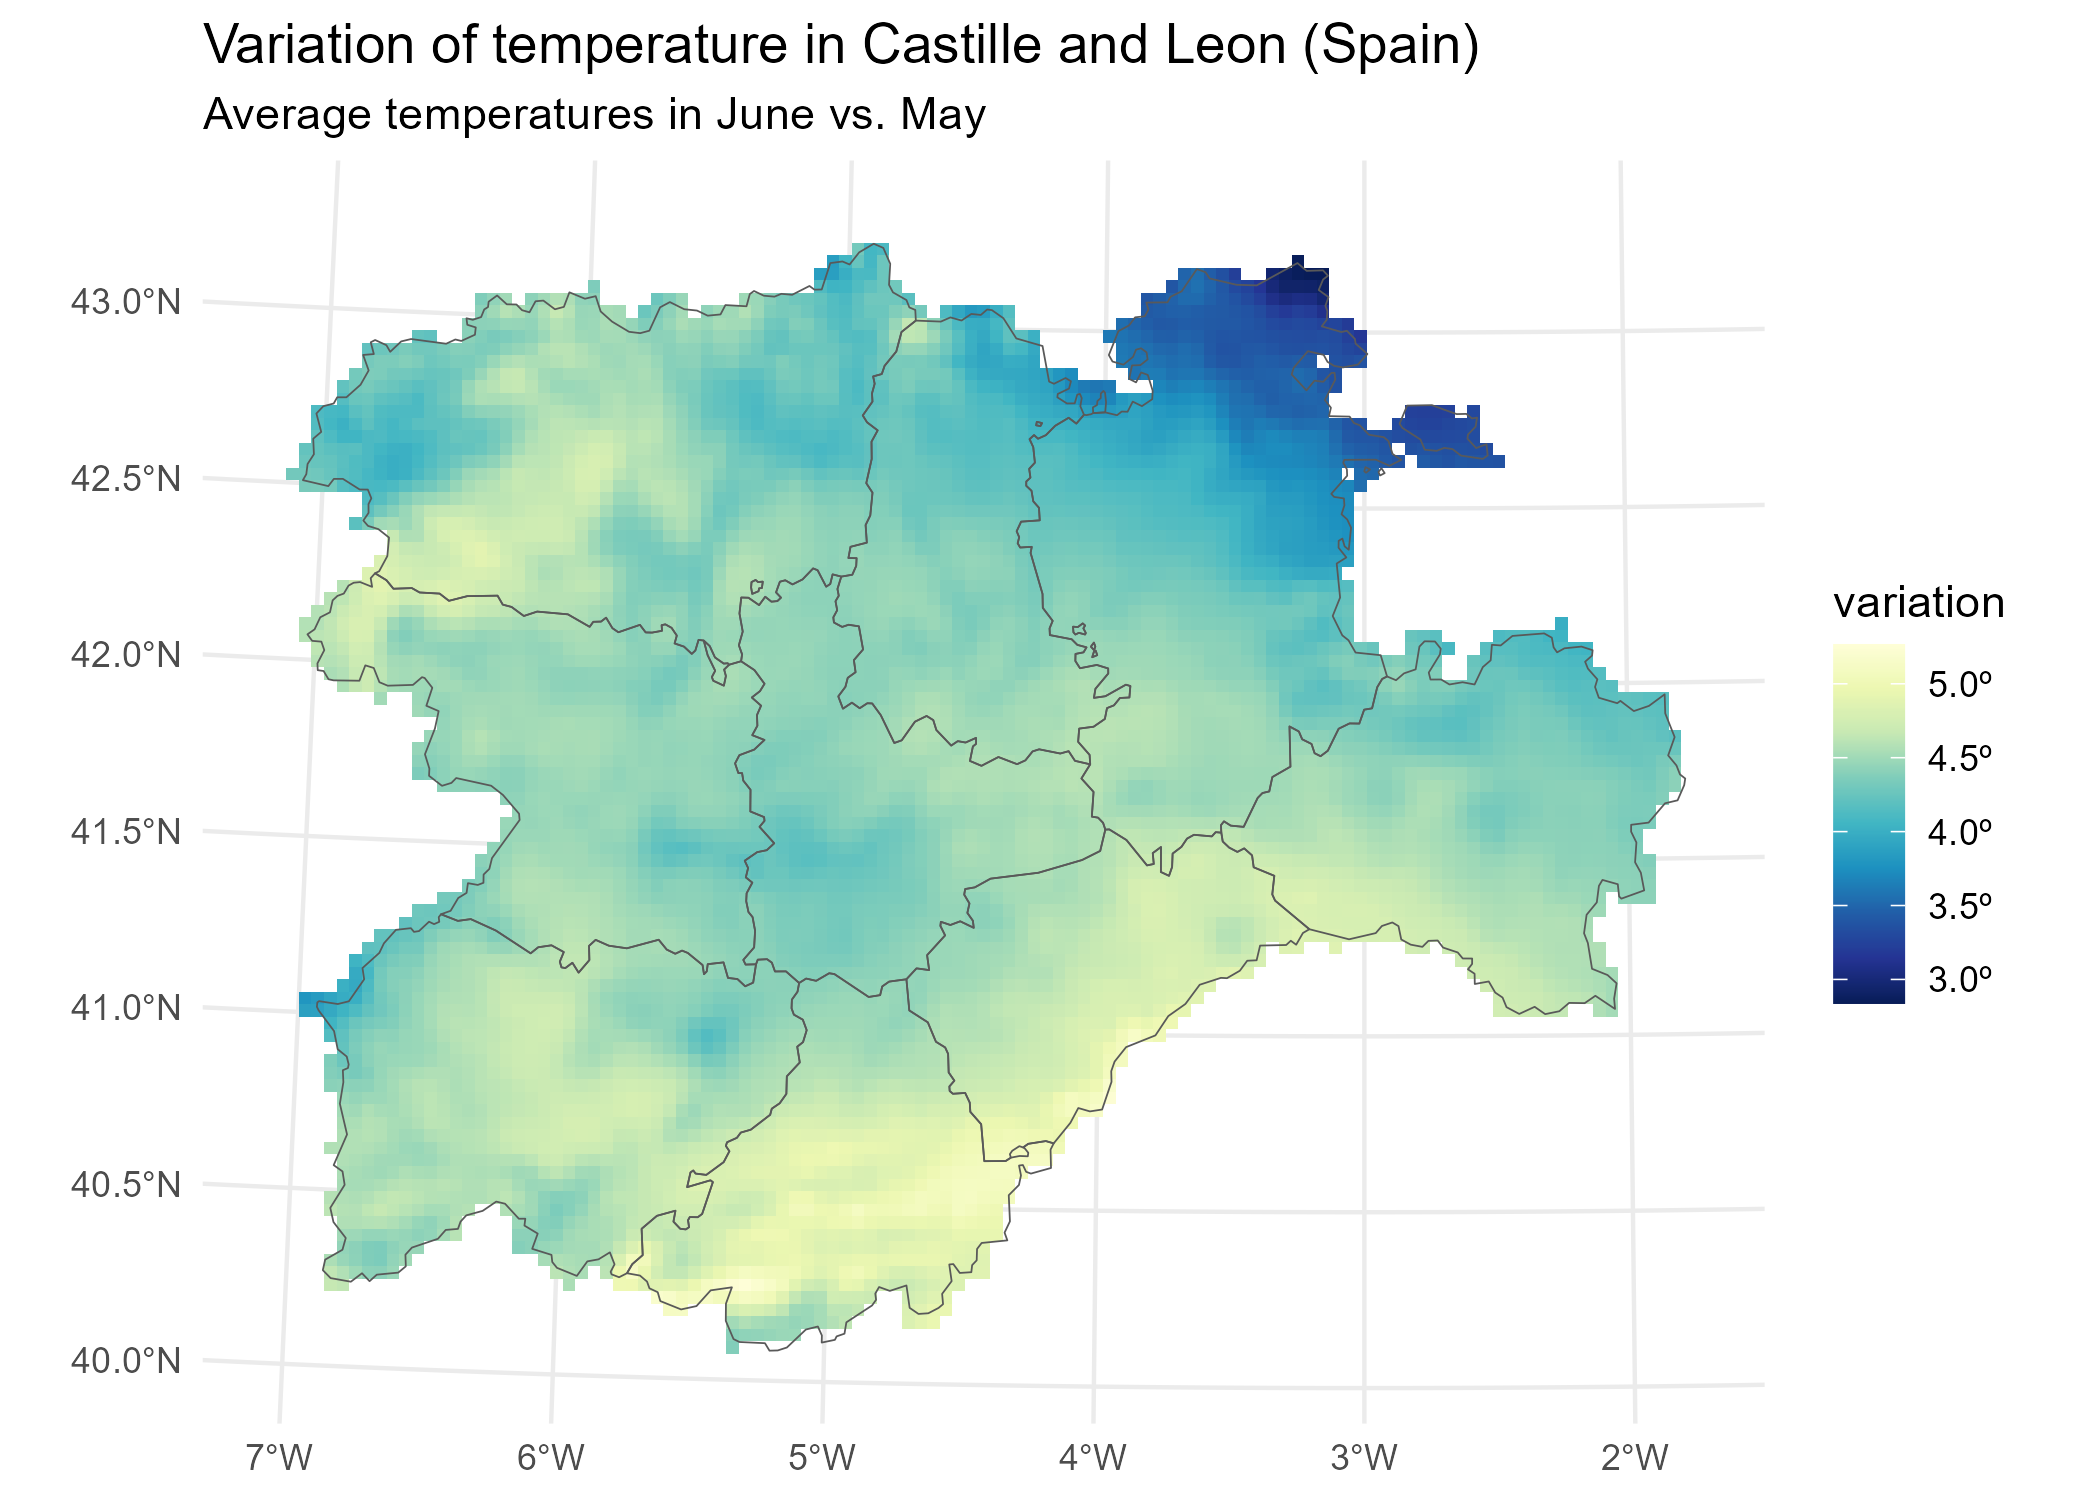 Variation of temperature in Castille and Leon (Spain)
Average temperatures in June vs. May
43.0°N
42.5°N
42.0°N
41.5°N
41.0°N
40.5°N
40.0°N
7°W
6°W
5°W
4°W
3°W
2°W
variation
5.0º
4.5º
4.0º
3.5º
3.0º